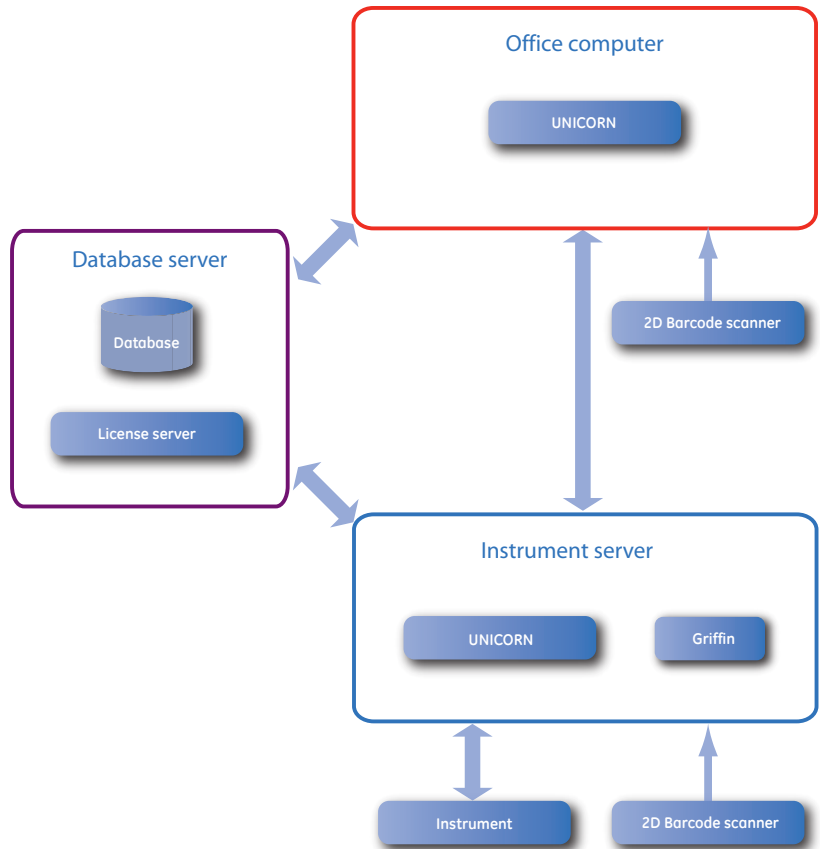 Office computer
UNICORN
Database server
Database
License server
2D Barcode scanner
Instrument server
UNICORN
Griffin
Instrument
2D Barcode scanner